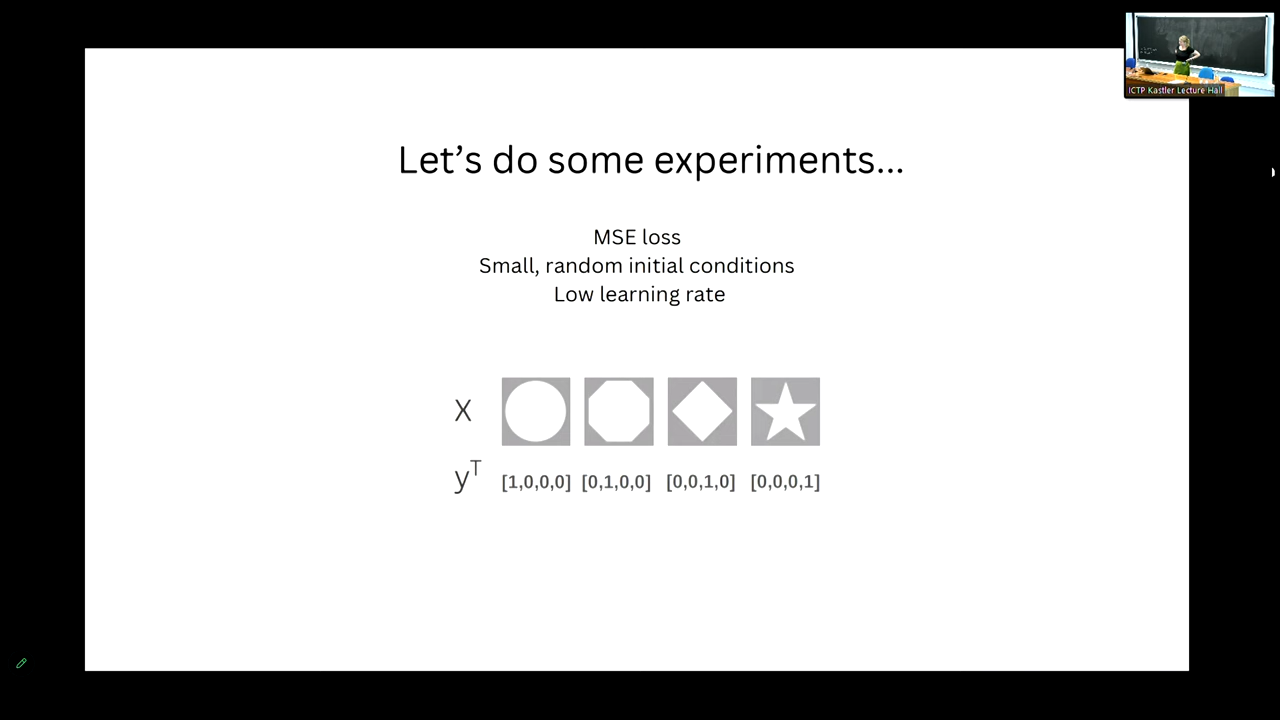 ICTP Kastler Lecture Hall
Let’s do some experiments...
MSE loss
Small, random initial conditions
Low learning rate
X
yᵀ [1,0,0,0] [0,1,0,0] [0,0,1,0] [0,0,0,1]